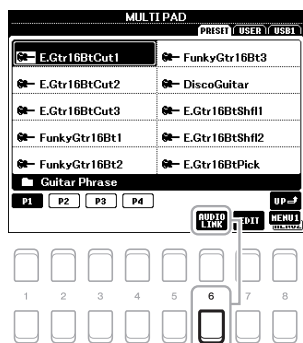 MULTI PAD
PRESET USER USB1
E.Gtr16BtCut1 FunkyGtr16Bt3
E.Gtr16BtCut2 DiscoGuitar
E.Gtr16BtCut3 E.Gtr16BtShfl1
FunkyGtr16Bt1 E.Gtr16BtShfl2
FunkyGtr16Bt2 E.Gtr16BtPick
Guitar Phrase
P1 P2 P3 P4 UP
AUDIO LINK EDIT MENU1
MENU2
1 2 3 4 5 6 7 8